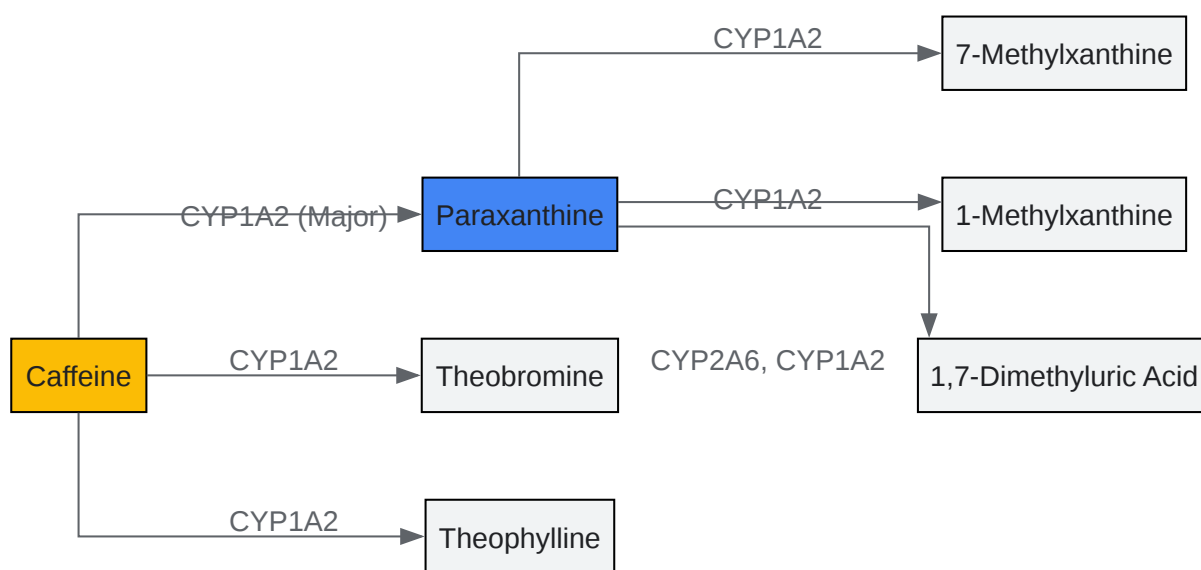 CYP1A2
7-Methylxanthine
CYP1A2 (Major)
Paraxanthine
CYP1A2
1-Methylxanthine
Caffeine
CYP1A2
Theobromine
CYP2A6, CYP1A2
1,7-Dimethyluric Acid
CYP1A2
Theophylline